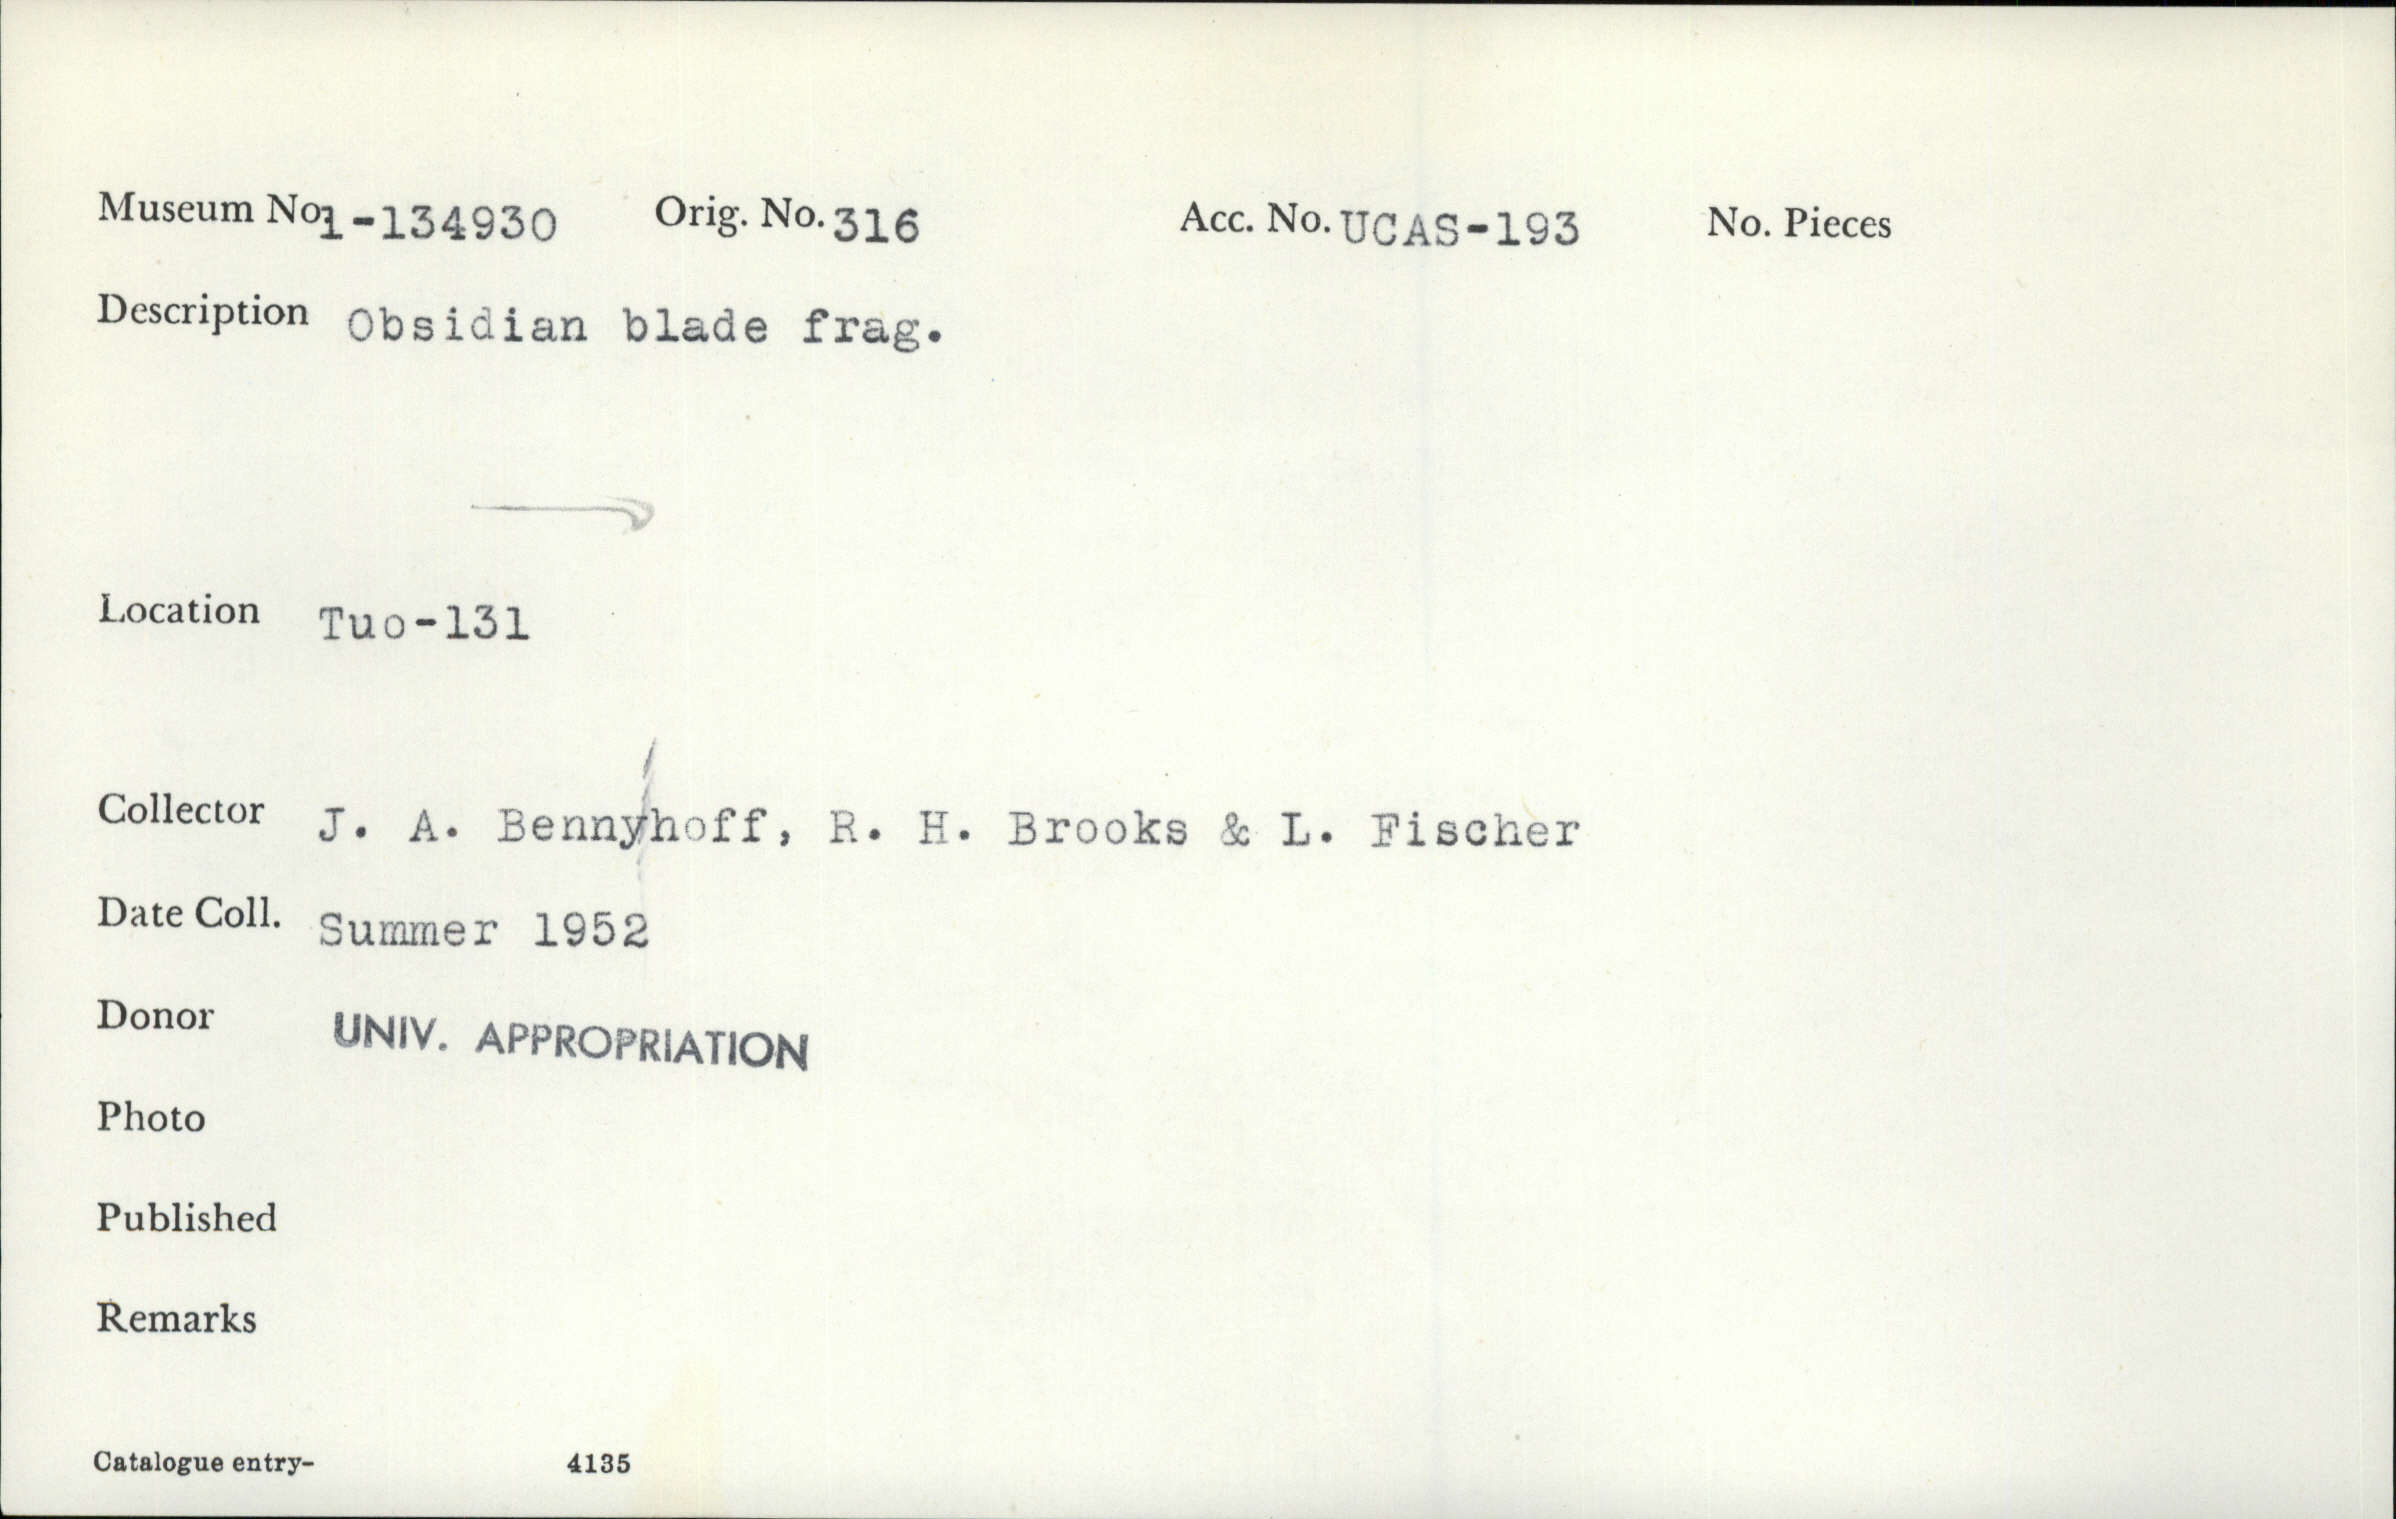 Museum No. 1-134930 Orig. No. 316 Acc. No. UCAS-193 No. Pieces
Description Obsidian blade frag.
Location Tuo-131
Collector J. A. Bennyhoff, R. H. Brooks & L. Fischer
Date Coll. Summer 1952
Donor UNIV. APPROPRIATION
Photo
Published
Remarks
Catalogue entry- 4135